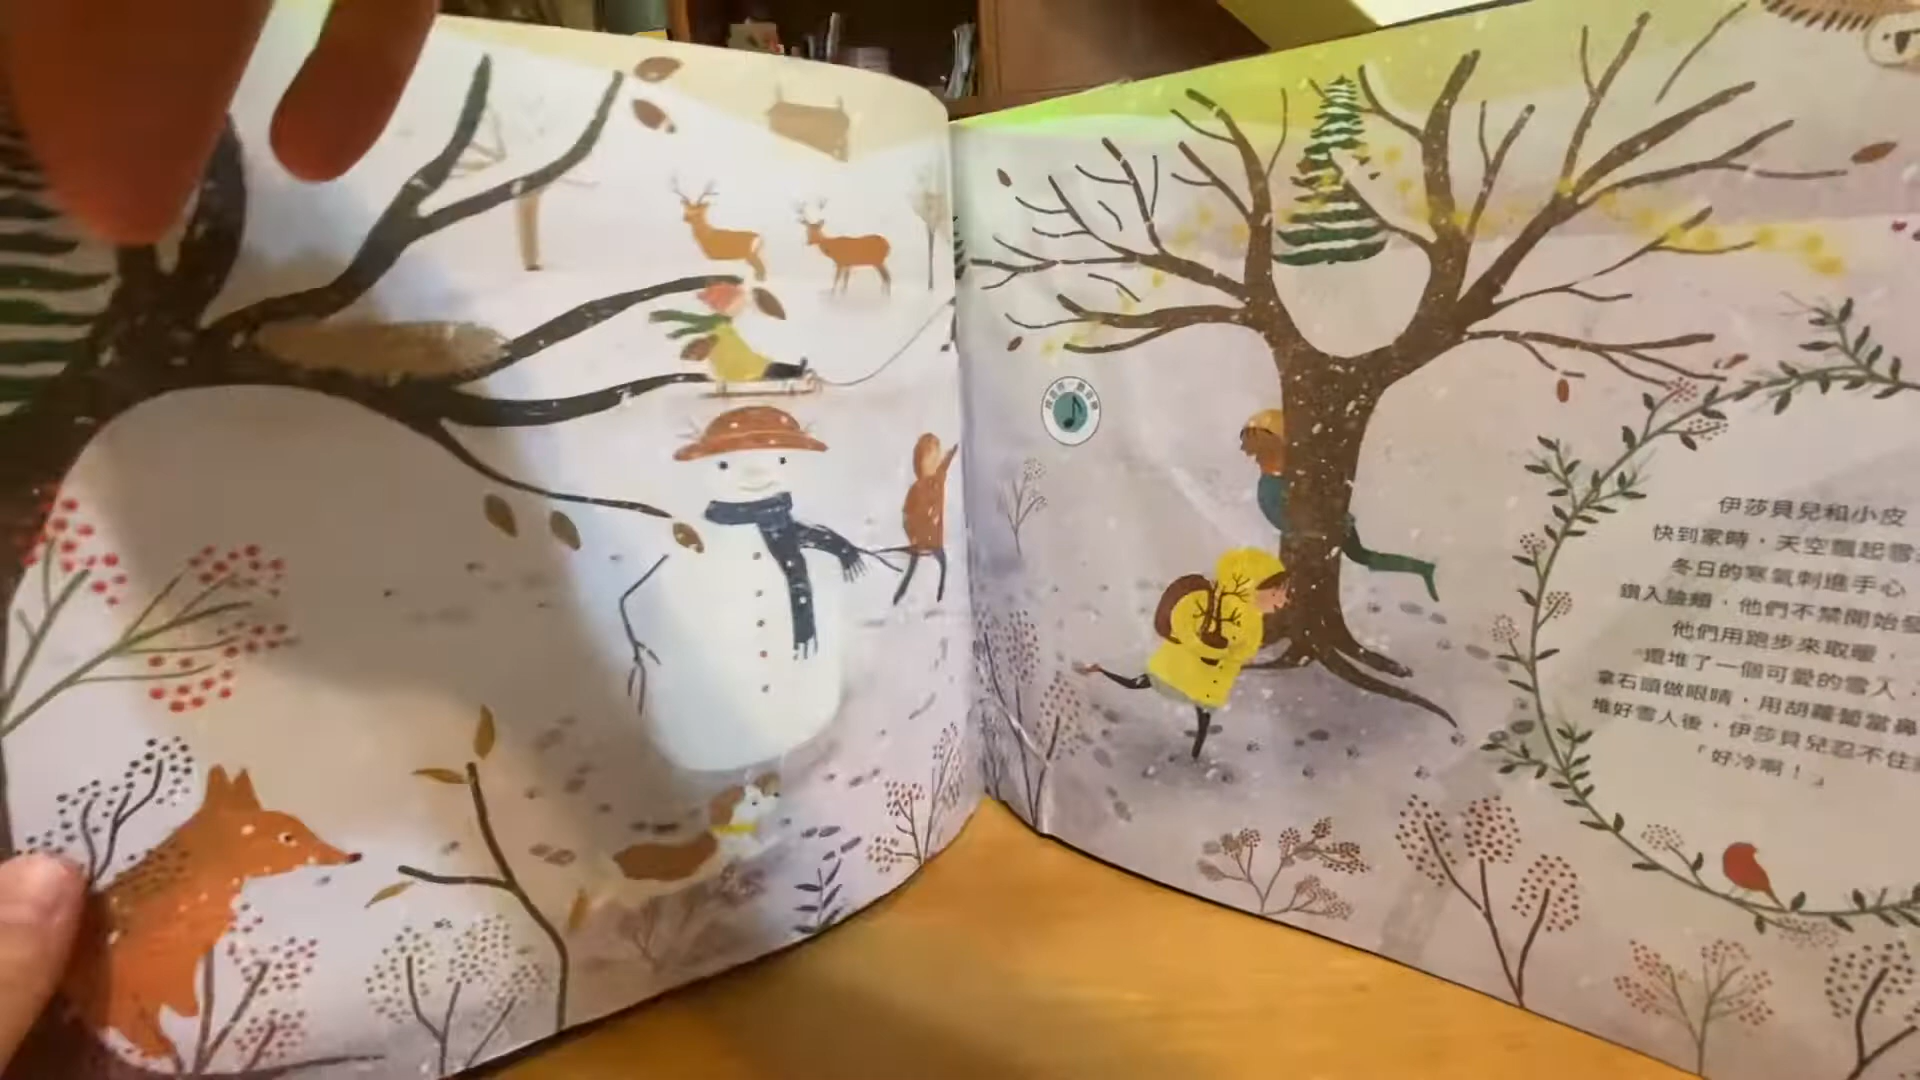 伊莎貝兒和小皮
快到家時，天空飄起雪
冬日的寒氣刺進手心
鑽入臉頰，他們不禁開始發
他們用跑步來取暖，
還堆了一個可愛的雪人，
拿石頭做眼睛，用胡蘿蔔當鼻
堆好雪人後，伊莎貝兒忍不住
「好冷啊！」